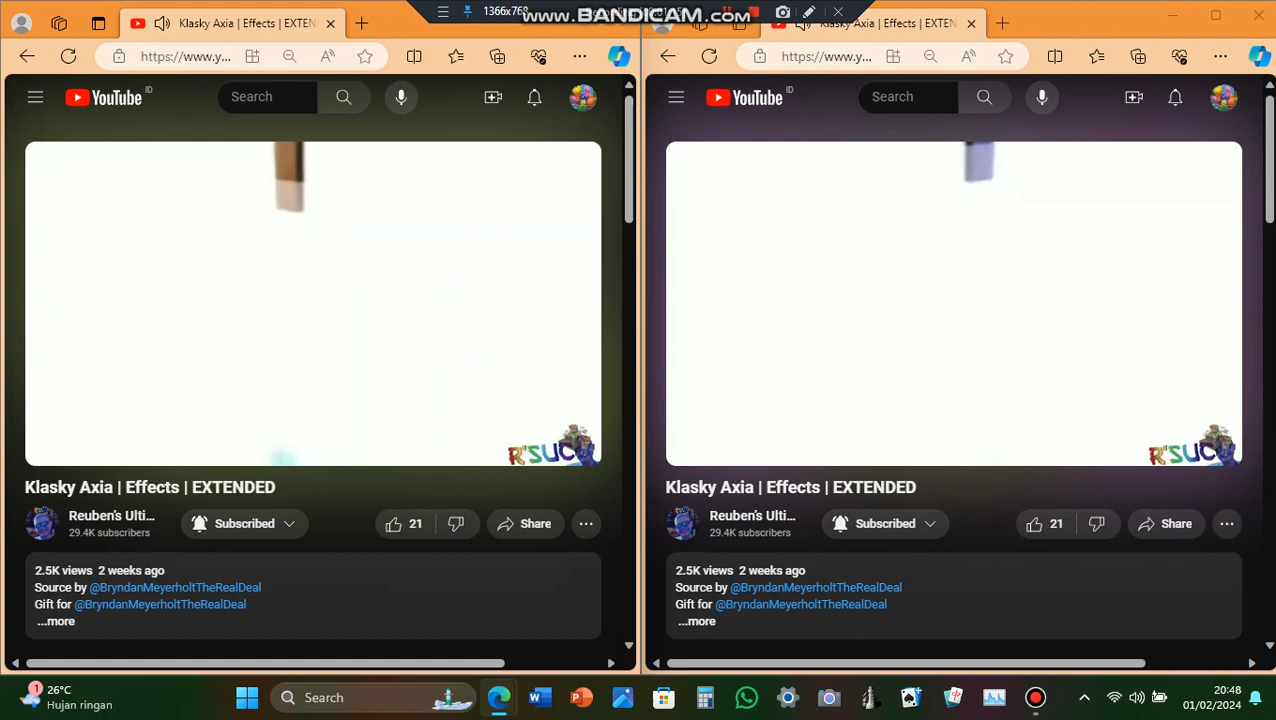 1366x768
www.BANDICAM.com
Klasky Axia | Effects | EXTEN
https://www.y...
YouTube ID
Search
R'SUCV
Klasky Axia | Effects | EXTENDED
Reuben's Ulti...
29.4K subscribers
Subscribed
21
Share
2.5K views 2 weeks ago
Source by @BryndanMeyerholtTheRealDeal
Gift for @BryndanMeyerholtTheRealDeal
...more
Klasky Axia | Effects | EXTEN
https://www.y...
YouTube ID
Search
Klasky Axia | Effects | EXTENDED
Reuben's Ulti...
29.4K subscribers
Subscribed
21
Share
2.5K views 2 weeks ago
Source by @BryndanMeyerholtTheRealDeal
Gift for @BryndanMeyerholtTheRealDeal
...more
1
26°C
Hujan ringan
Search
20:48
01/02/2024